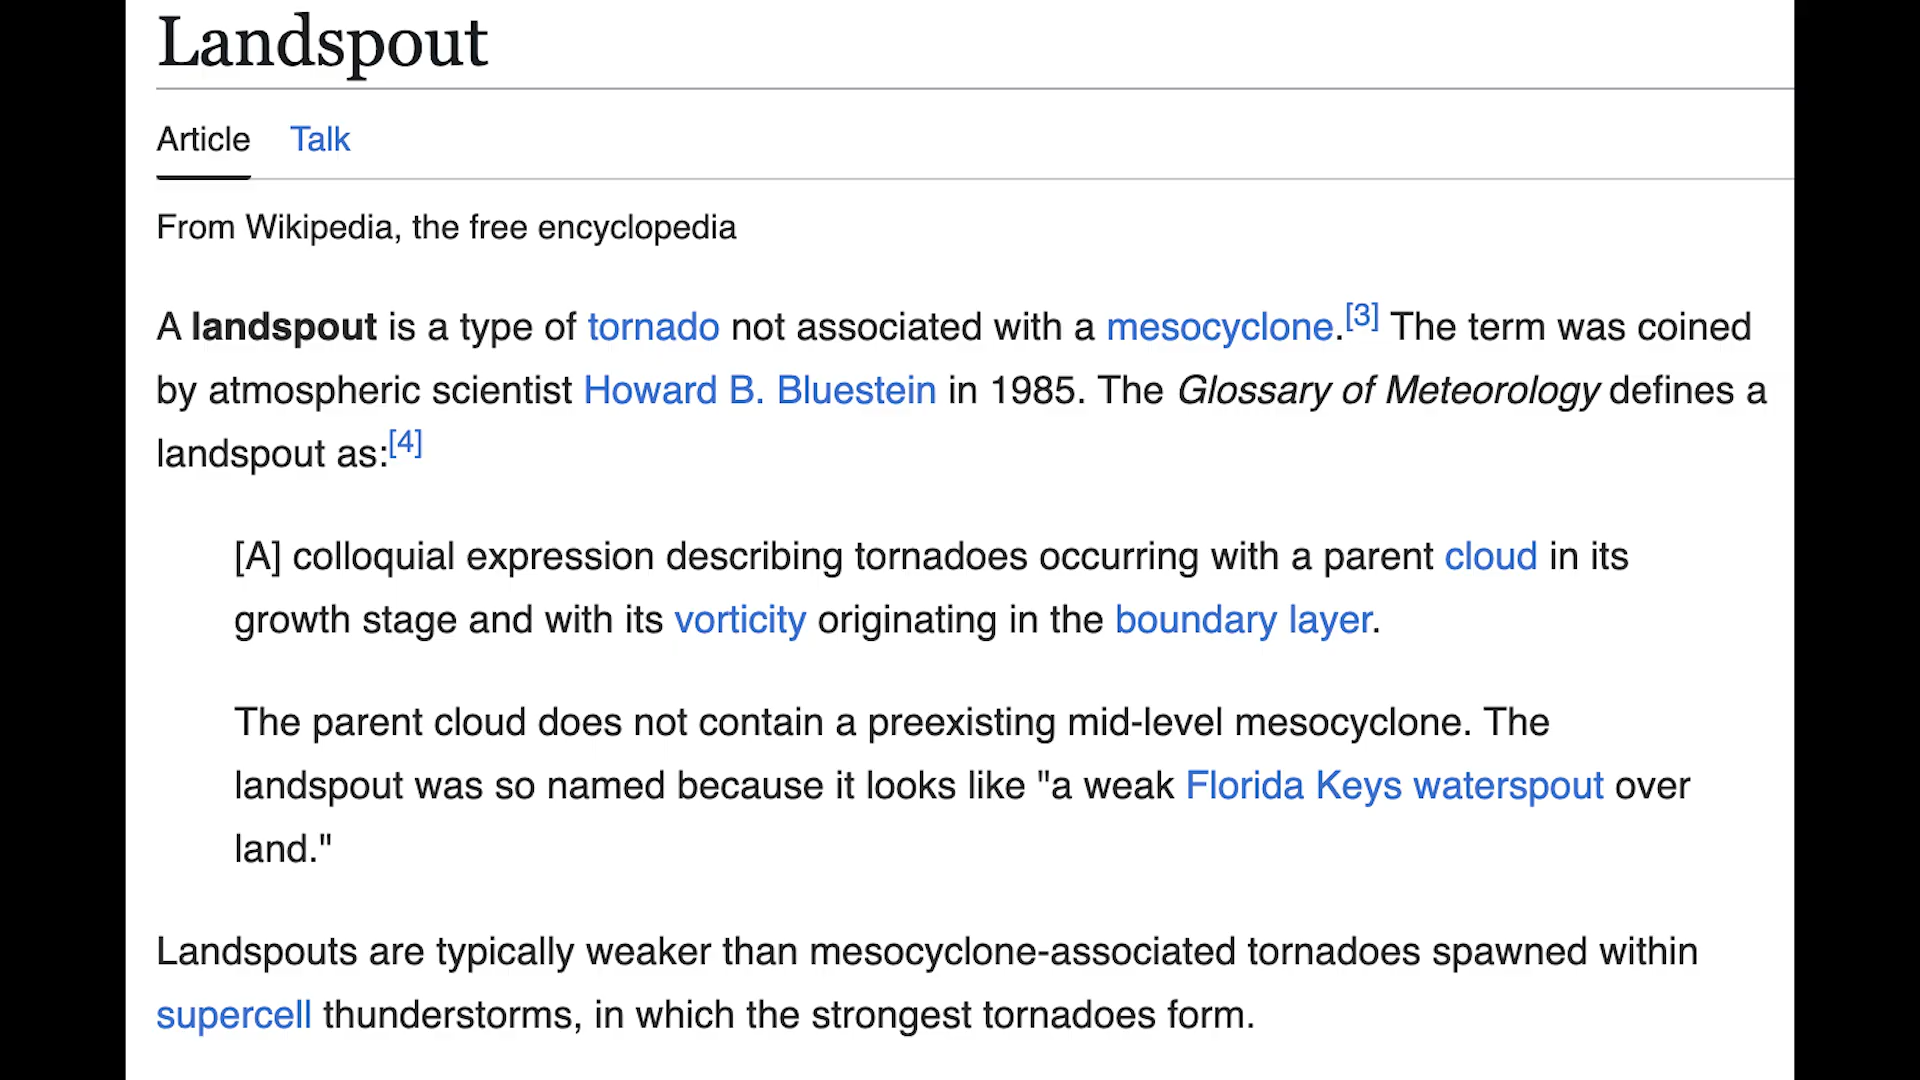 Landspout
Article Talk
From Wikipedia, the free encyclopedia
A landspout is a type of tornado not associated with a mesocyclone.[3] The term was coined
by atmospheric scientist Howard B. Bluestein in 1985. The Glossary of Meteorology defines a
landspout as:[4]
[A] colloquial expression describing tornadoes occurring with a parent cloud in its
growth stage and with its vorticity originating in the boundary layer.
The parent cloud does not contain a preexisting mid-level mesocyclone. The
landspout was so named because it looks like "a weak Florida Keys waterspout over
land."
Landspouts are typically weaker than mesocyclone-associated tornadoes spawned within
supercell thunderstorms, in which the strongest tornadoes form.